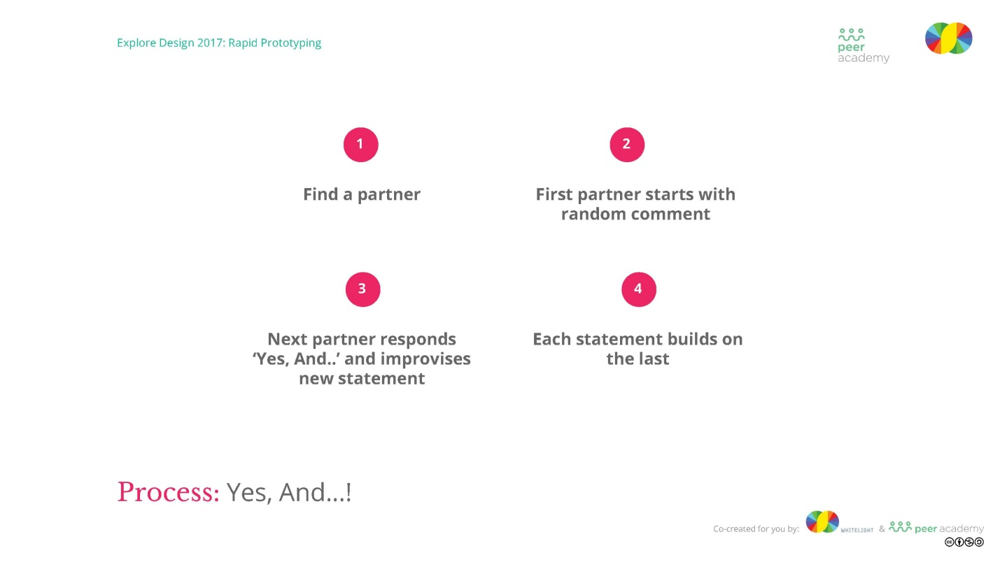 Explore Design 2017: Rapid Prototyping
peer
academy
1
Find a partner
2
First partner starts with
random comment
3
Next partner responds
‘Yes, And..’ and improvises
new statement
4
Each statement builds on
the last
Process: Yes, And...!
Co-created for you by: WHITELIGHT & peer academy